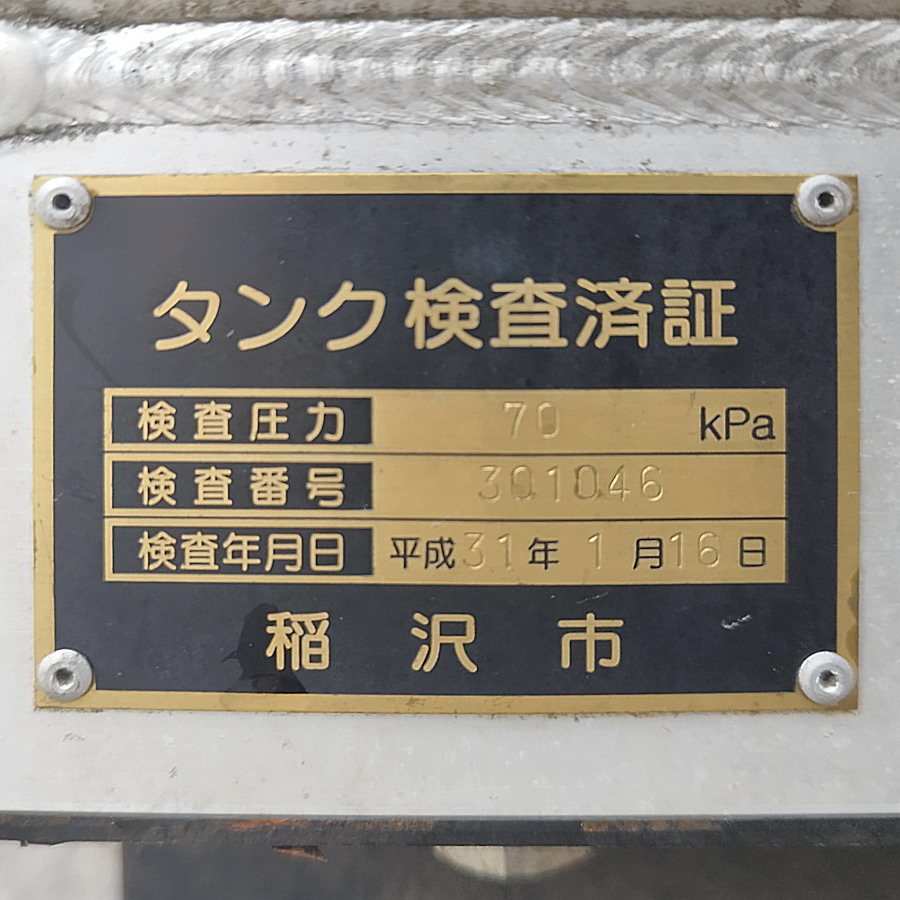 タンク検査済証
検査圧力 70 kPa
検査番号 301046
検査年月日 平成31年1月16日
稲沢市